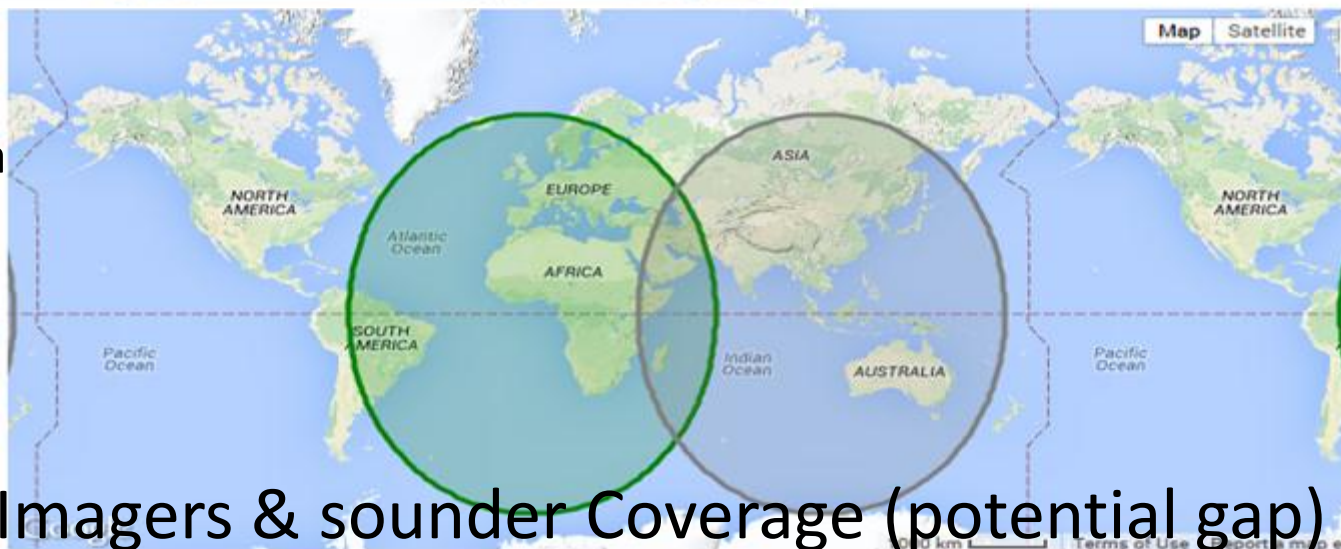 Map Satellite
ASIA
EUROPE
NORTH
AMERICA
NORTH
AMERICA
Atlantic
Ocean
AFRICA
SOUTH
AMERICA
Pacific
Ocean
Indian
Ocean
AUSTRALIA
Pacific
Ocean
Imagers & sounder Coverage (potential gap)
Terms of Use